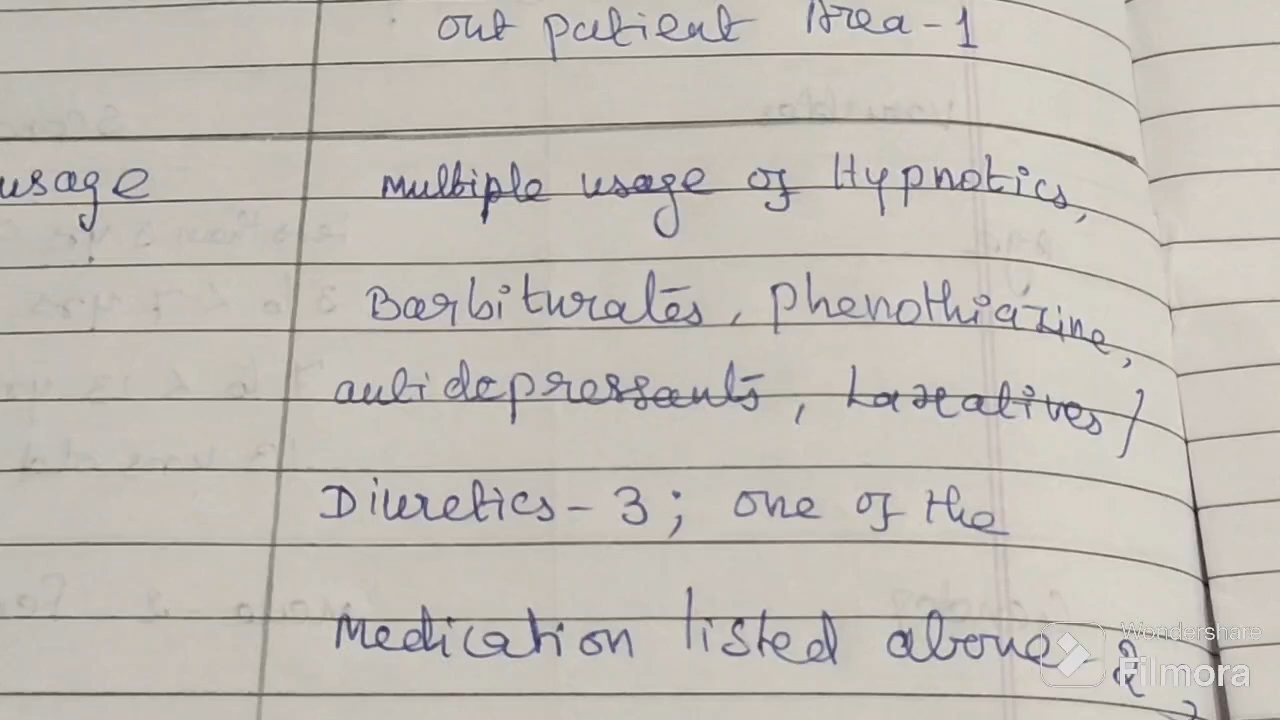 out patient Area - 1
usage multiple usage of Hypnotics,
Barbiturates, Phenothiazine,
antidepressants, Laxatives/
Diuretics - 3; one of the
Medication listed above - 2
Wondershare
Filmora